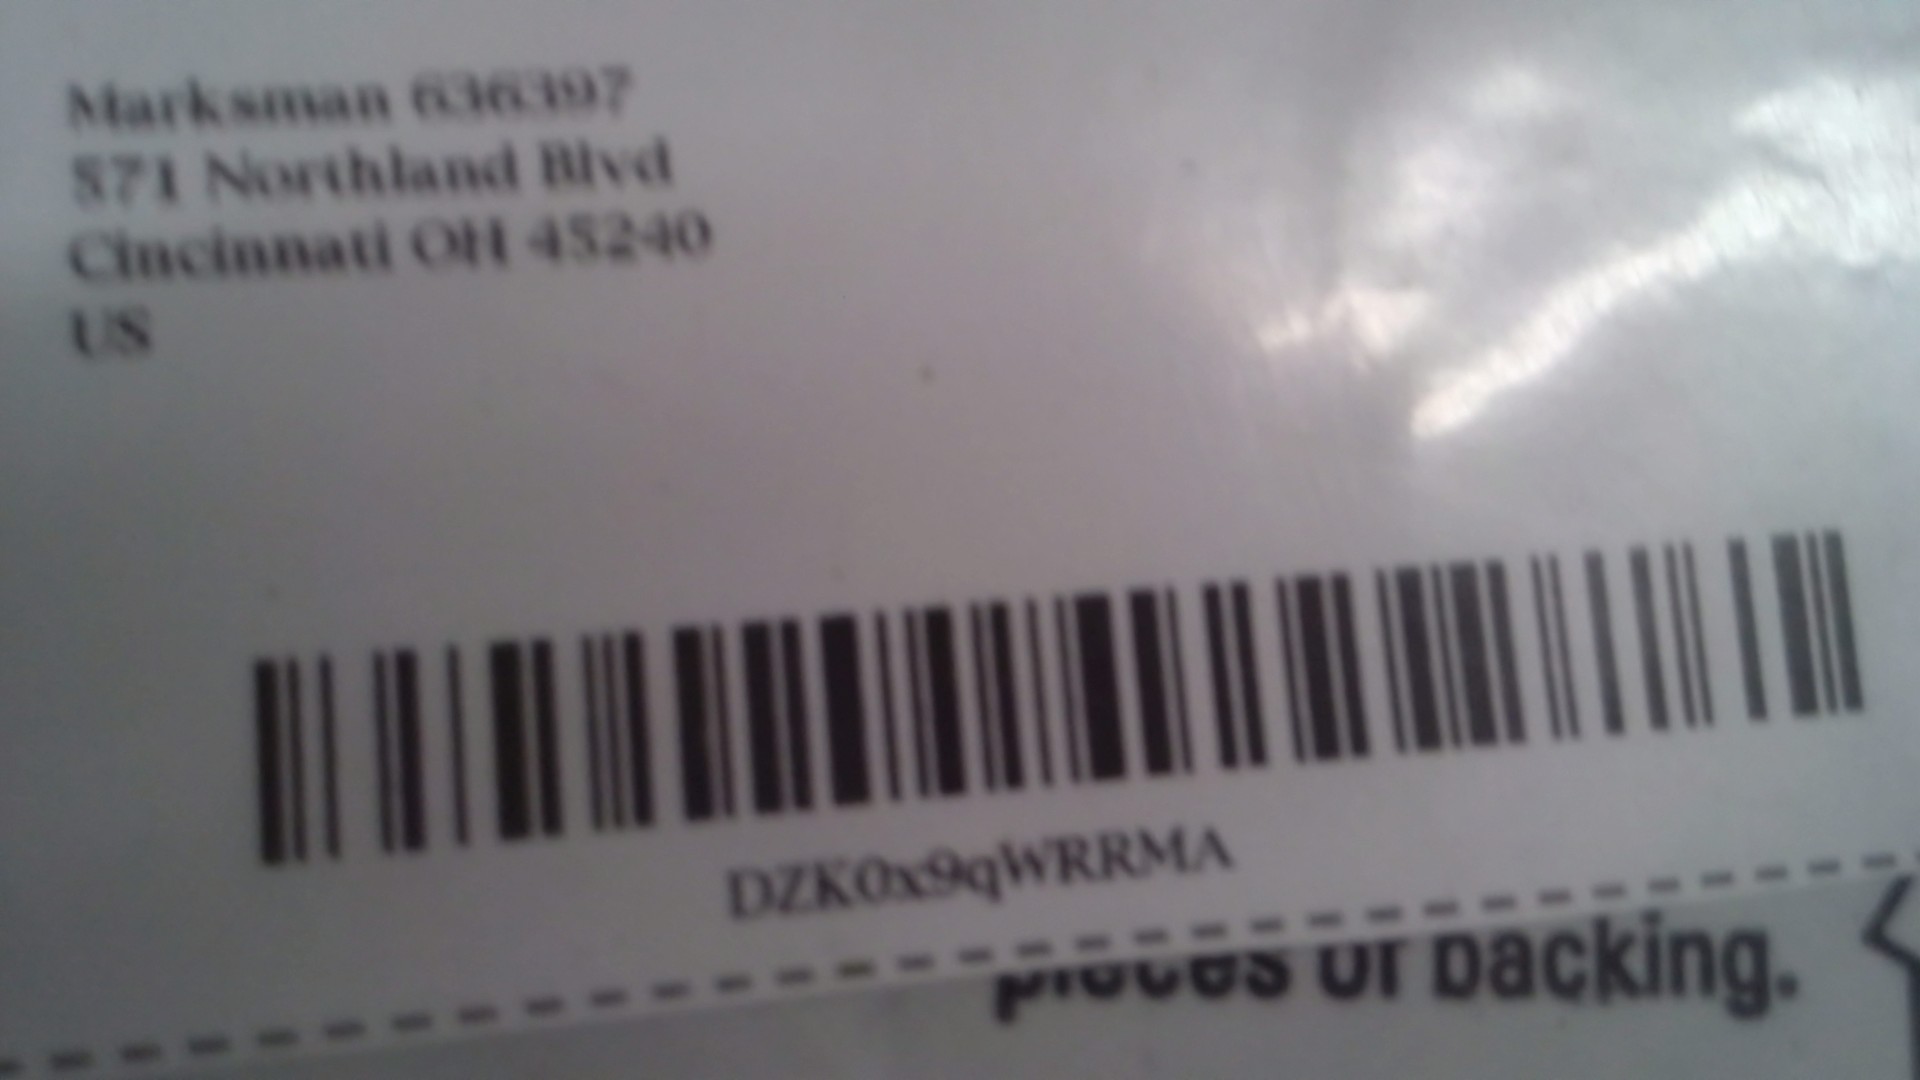 Marksman 636397
571 Northland Blvd
Cincinnati OH 45240
US
DZK0x9qWRRMA
pieces of backing.